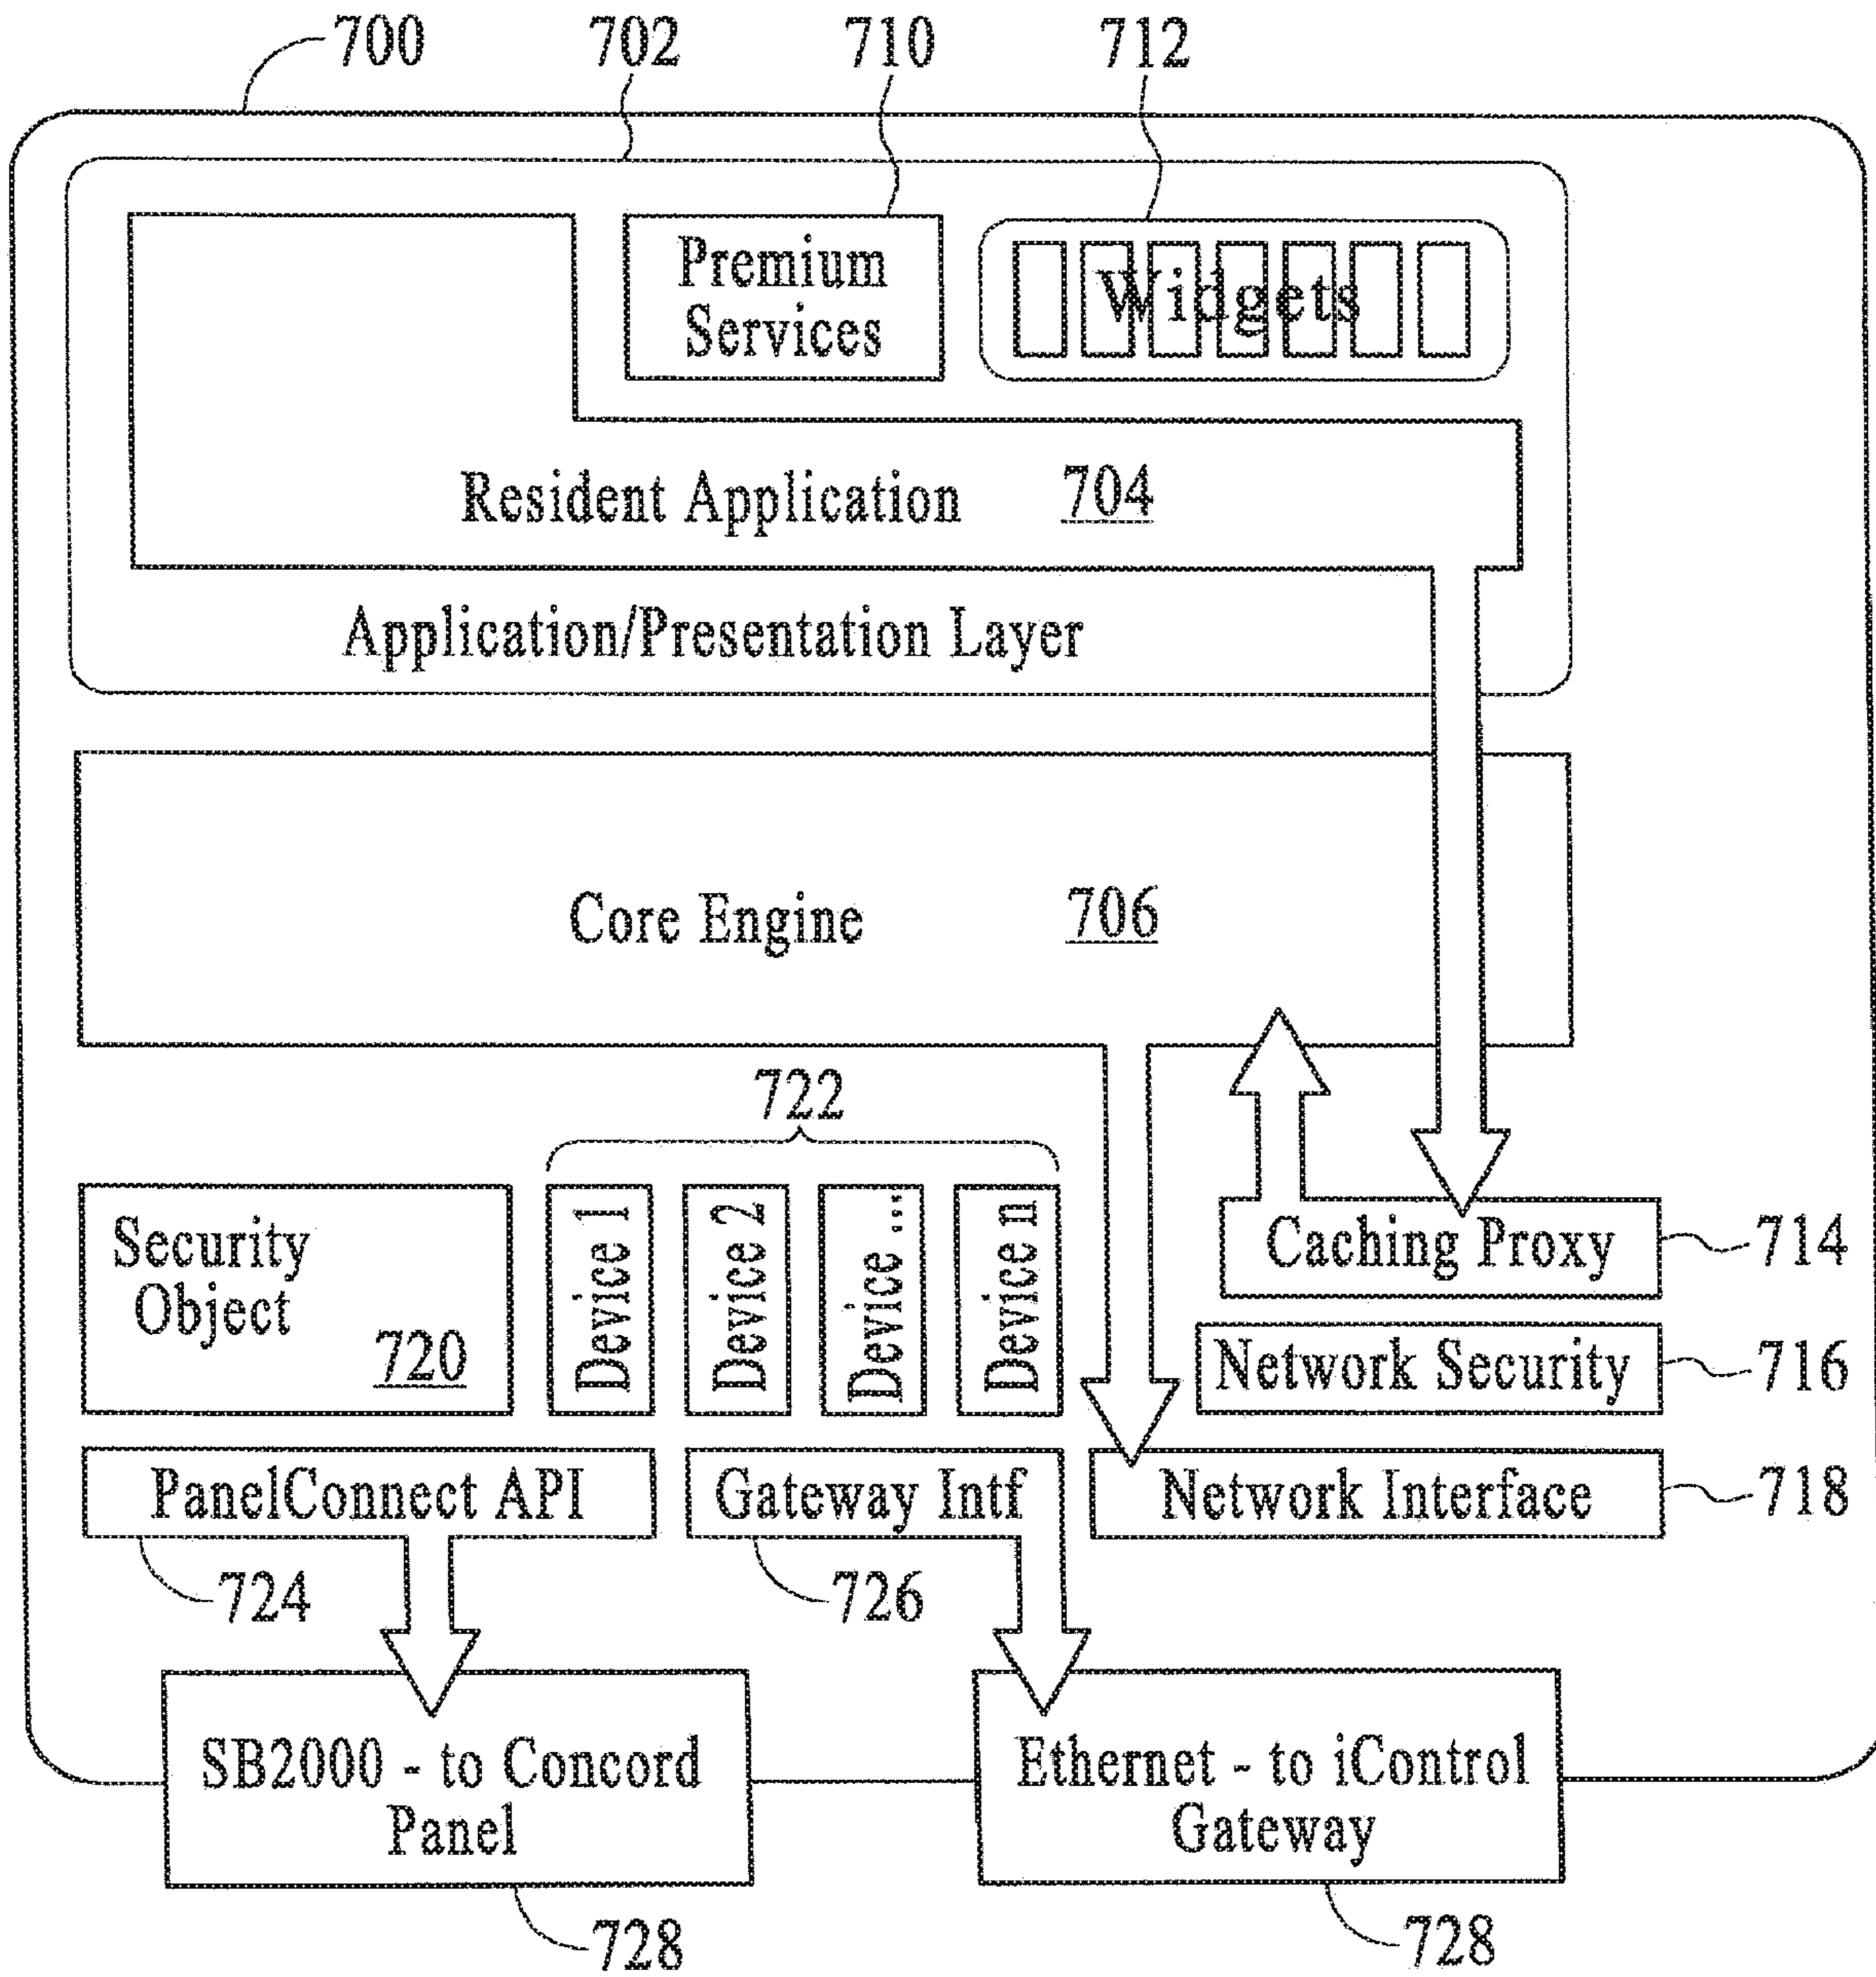 700
702
710
712
Premium
Services
Widgets
Resident Application 704
Application/Presentation Layer
Core Engine 706
722
Security
Object
720
Device 1
Device 2
Device ...
Device n
Caching Proxy
714
Network Security
716
PanelConnect API
Gateway Intf
Network Interface
718
724
726
SB2000 - to Concord
Panel
Ethernet - to iControl
Gateway
728
728